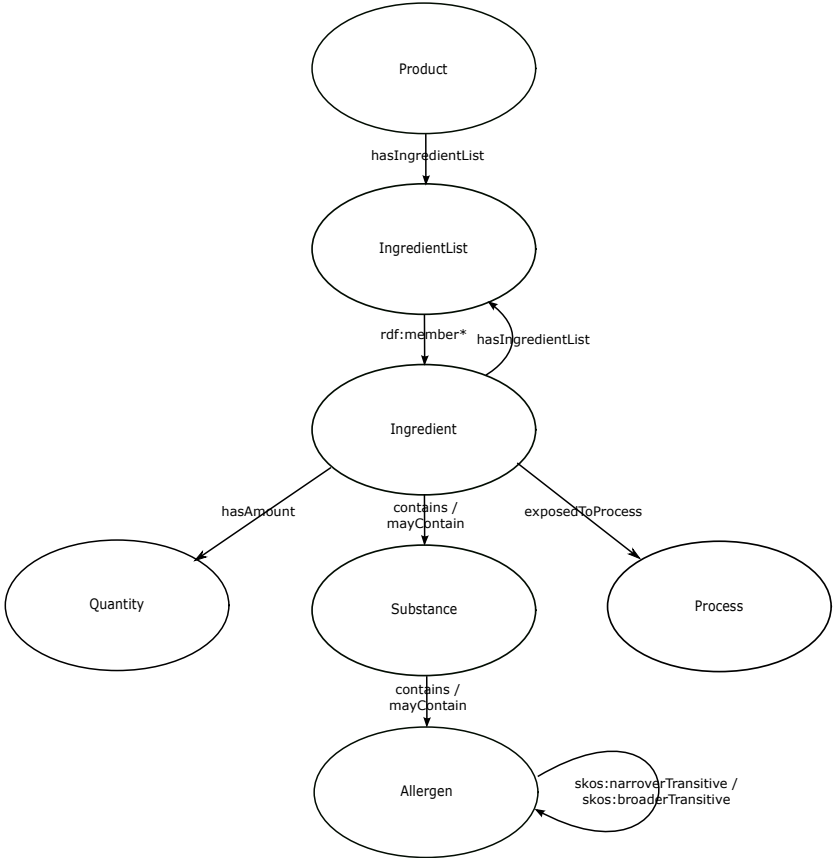 Product
hasIngredientList
IngredientList
rdf:member*
hasIngredientList
Ingredient
hasAmount
contains /
mayContain
exposedToProcess
Quantity
Substance
Process
contains /
mayContain
Allergen
skos:narroverTransitive /
skos:broaderTransitive